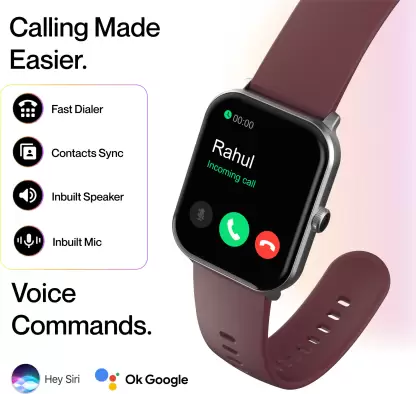 Calling Made
Easier.
Fast Dialer
Contacts Sync
Inbuilt Speaker
Inbuilt Mic
00:00
Rahul
Incoming call
Voice
Commands.
Hey Siri
Ok Google